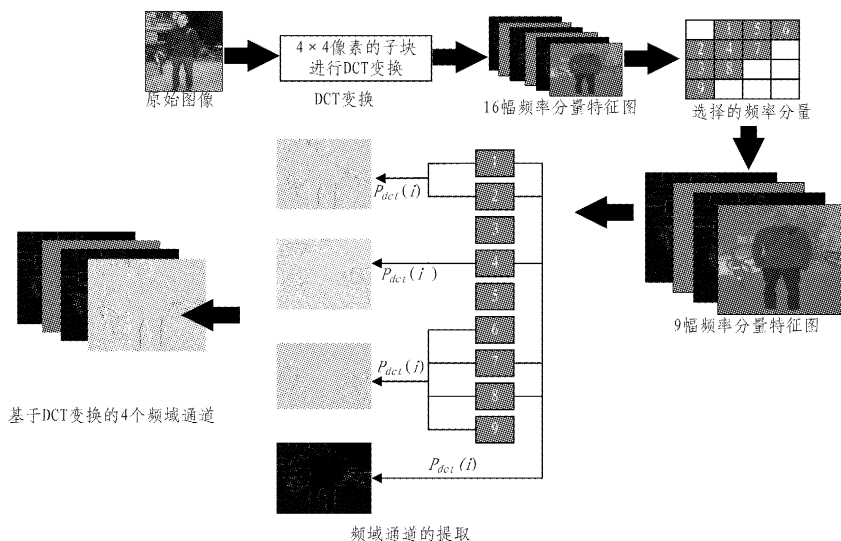 4×4像素的子块
进行DCT变换
原始图像
DCT变换
16幅频率分量特征图
1 3 5 6
2 4 7
8
9
选择的频率分量
1
P_dct(i)
2
3
4
P_dct(i)
5
6
7
P_dct(i)
8
9
P_dct(i)
9幅频率分量特征图
基于DCT变换的4个频域通道
频域通道的提取